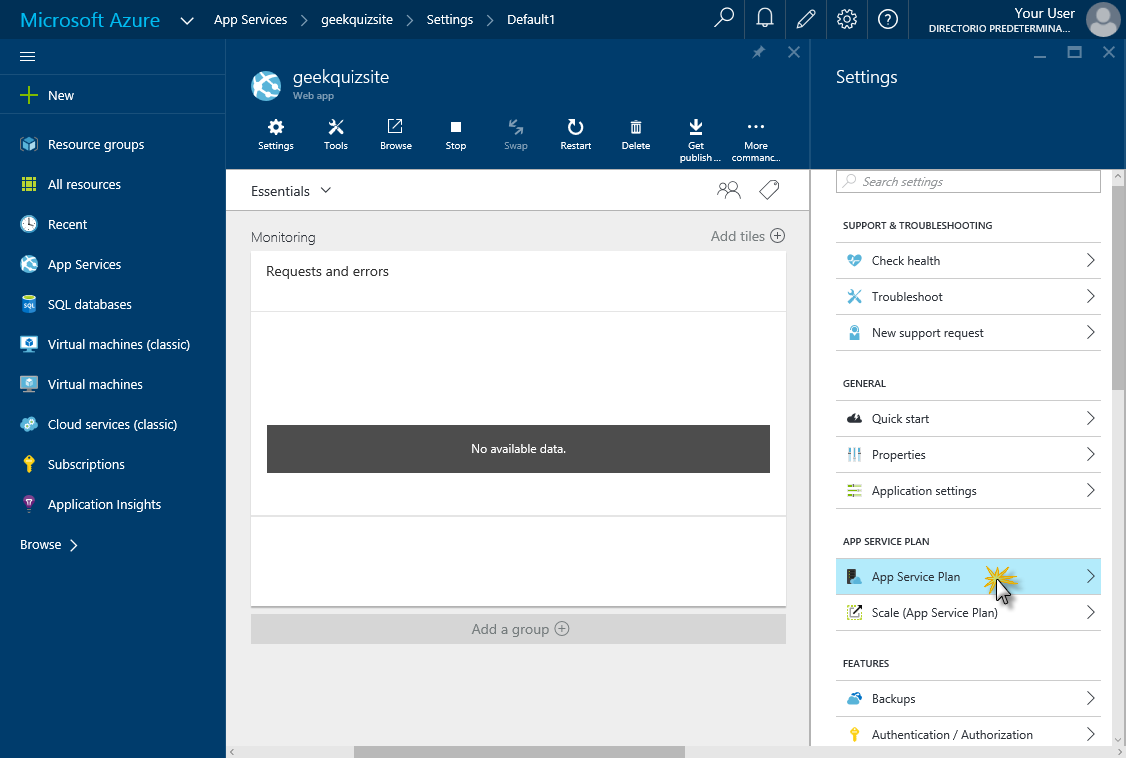 Microsoft Azure
App Services
geekquizsite
Settings
Default1
Your User
DIRECTORIO PREDETERMINA...
New
Resource groups
All resources
Recent
App Services
SQL
SQL databases
Virtual machines (classic)
Virtual machines
Cloud services (classic)
Subscriptions
Application Insights
Browse
geekquizsite
Web app
Settings
Tools
Browse
Stop
Swap
Restart
Delete
Get
publish ...
More
commanc...
Essentials
Monitoring
Add tiles
Requests and errors
No available data.
Add a group
Settings
Search settings
SUPPORT & TROUBLESHOOTING
Check health
Troubleshoot
New support request
GENERAL
Quick start
Properties
Application settings
APP SERVICE PLAN
App Service Plan
Scale (App Service Plan)
FEATURES
Backups
Authentication / Authorization